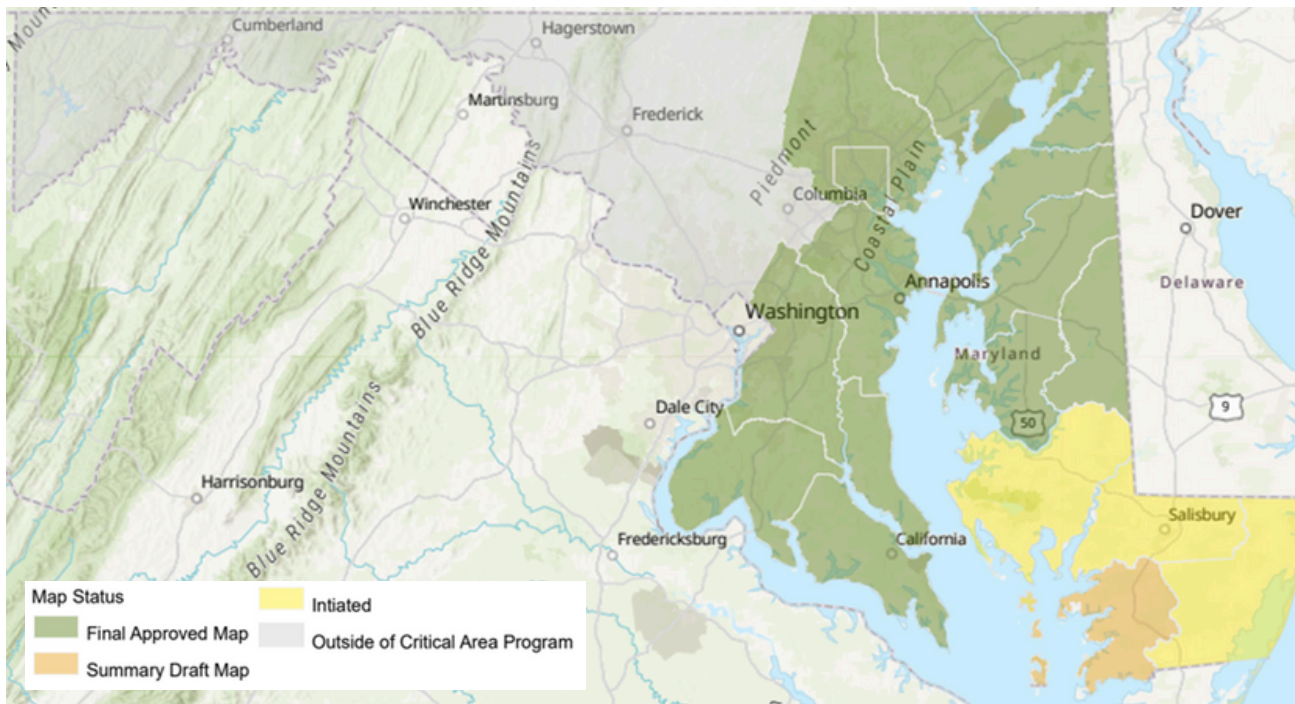 Cumberland
Hagerstown
Martinsburg
Frederick
Piedmont
Columbia
Coastal Plain
Winchester
Blue Ridge Mountains
Dover
Delaware
Annapolis
Washington
Maryland
Blue Ridge Mountains
Dale City
9
50
Harrisonburg
Salisbury
Fredericksburg
California
Map Status
Final Approved Map
Summary Draft Map
Intiated
Outside of Critical Area Program